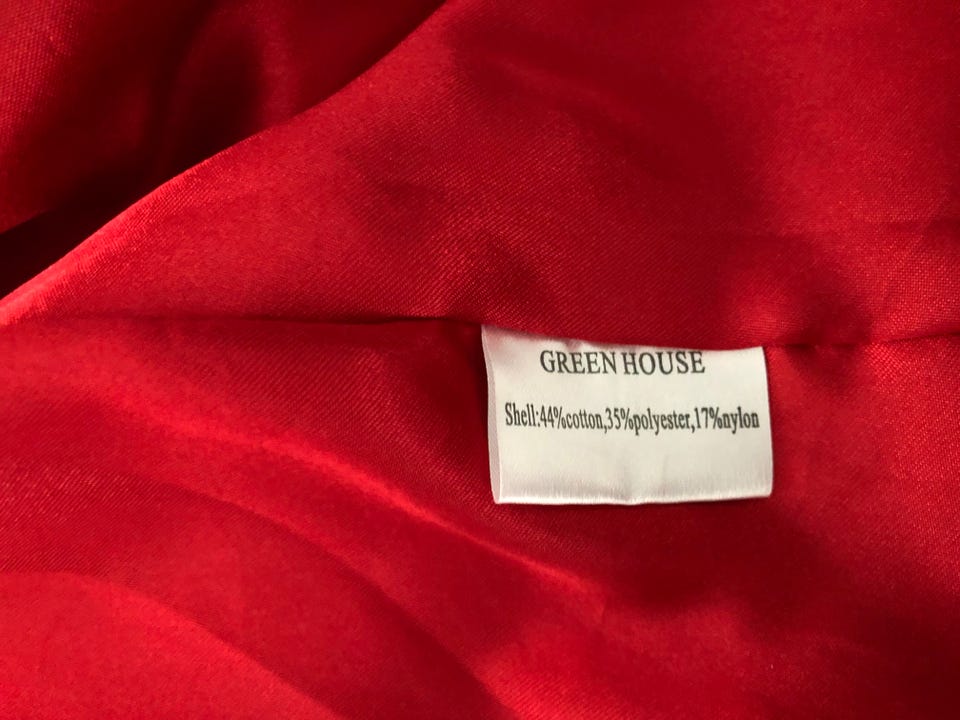 GREEN HOUSE
Shell:44%cotton,35%polyester,17%nylon